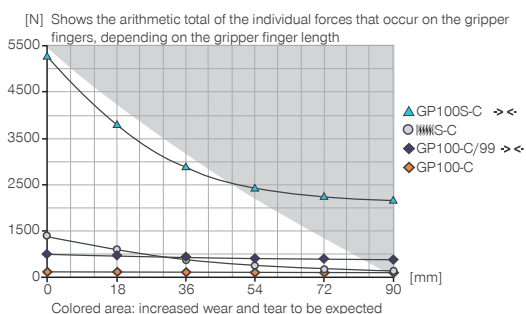 [N] Shows the arithmetic total of the individual forces that occur on the gripper
fingers, depending on the gripper finger length
5500
4500
3500
2500
1500
0
0 18 36 54 72 90 [mm]
GP100S-C -> <-
S-C
GP100-C/99 -> <-
GP100-C
Colored area: increased wear and tear to be expected